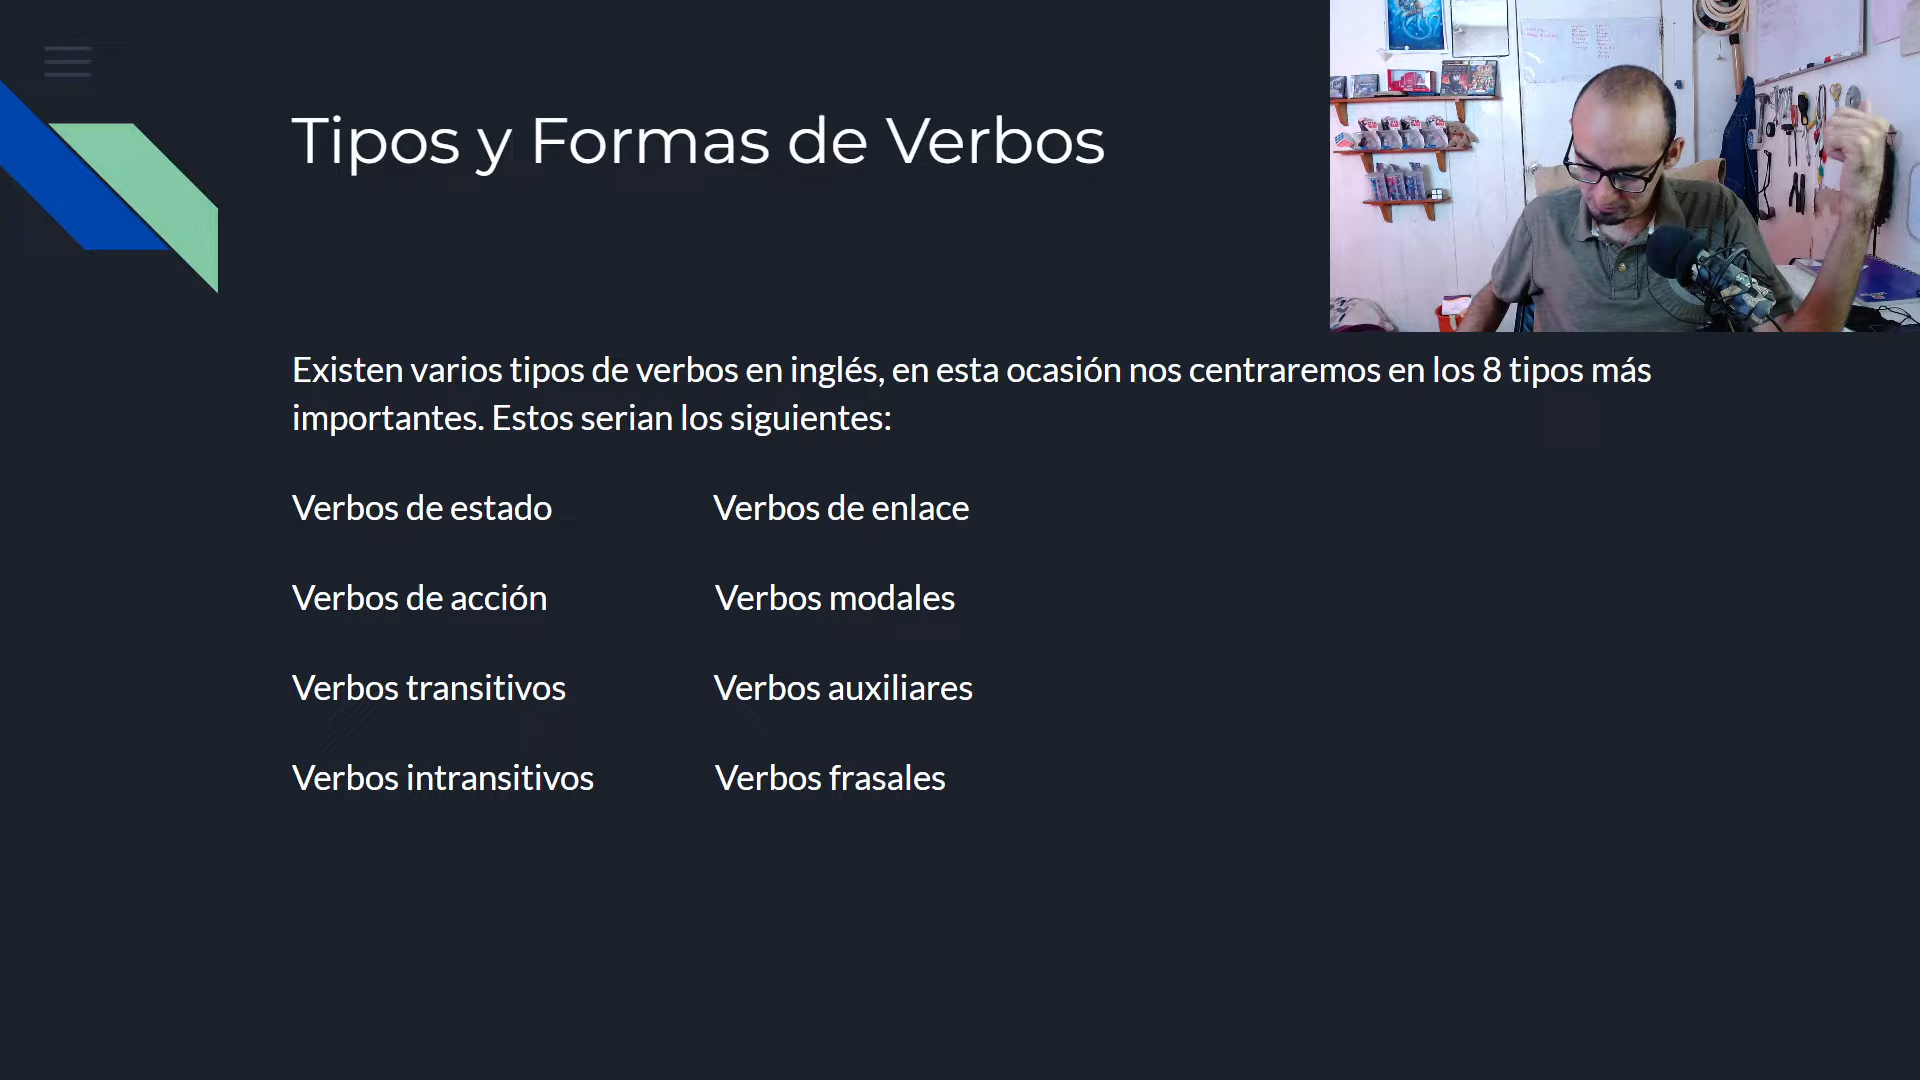 Tipos y Formas de Verbos
Existen varios tipos de verbos en inglés, en esta ocasión nos centraremos en los 8 tipos más
importantes. Estos serian los siguientes:
Verbos de estado
Verbos de enlace
Verbos de acción
Verbos modales
Verbos transitivos
Verbos auxiliares
Verbos intransitivos
Verbos frasales